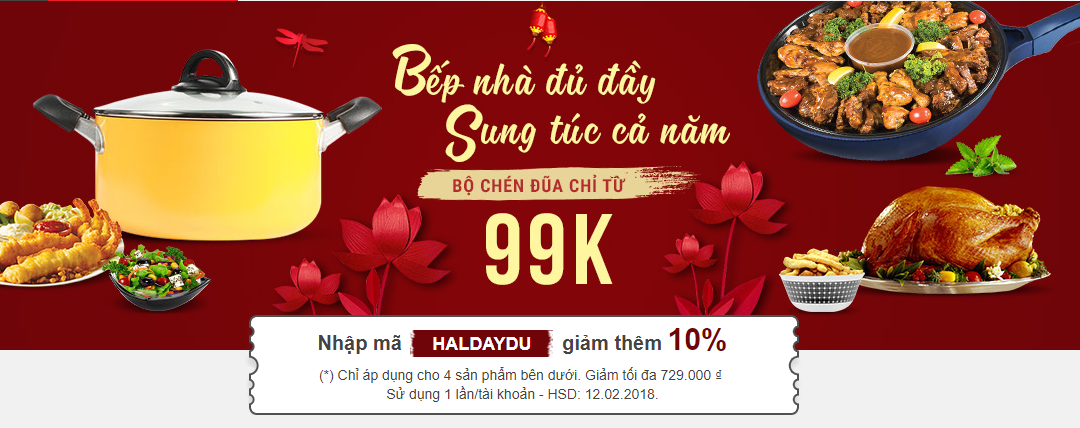 Bếp nhà đủ đầy
Sung túc cả năm
BỘ CHÉN ĐŨA CHỈ TỪ
99K
Nhập mã HALDAYDU giảm thêm 10%
(*) Chỉ áp dụng cho 4 sản phẩm bên dưới. Giảm tối đa 729.000 ₫
Sử dụng 1 lần/tài khoản - HSD: 12.02.2018.